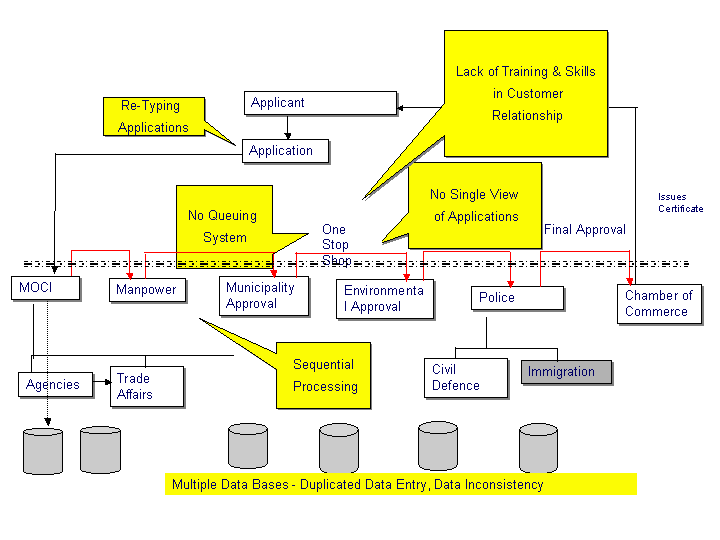 Lack of Training & Skills
in Customer
Relationship
Re-Typing
Applications
Applicant
Application
No Single View
of Applications
Issues
Certificate
No Queuing
System
One
Stop
Shop
Final Approval
MOCI
Manpower
Municipality
Approval
Environmenta
l Approval
Police
Chamber of
Commerce
Sequential
Processing
Agencies
Trade
Affairs
Civil
Defence
Immigration
Multiple Data Bases - Duplicated Data Entry, Data Inconsistency